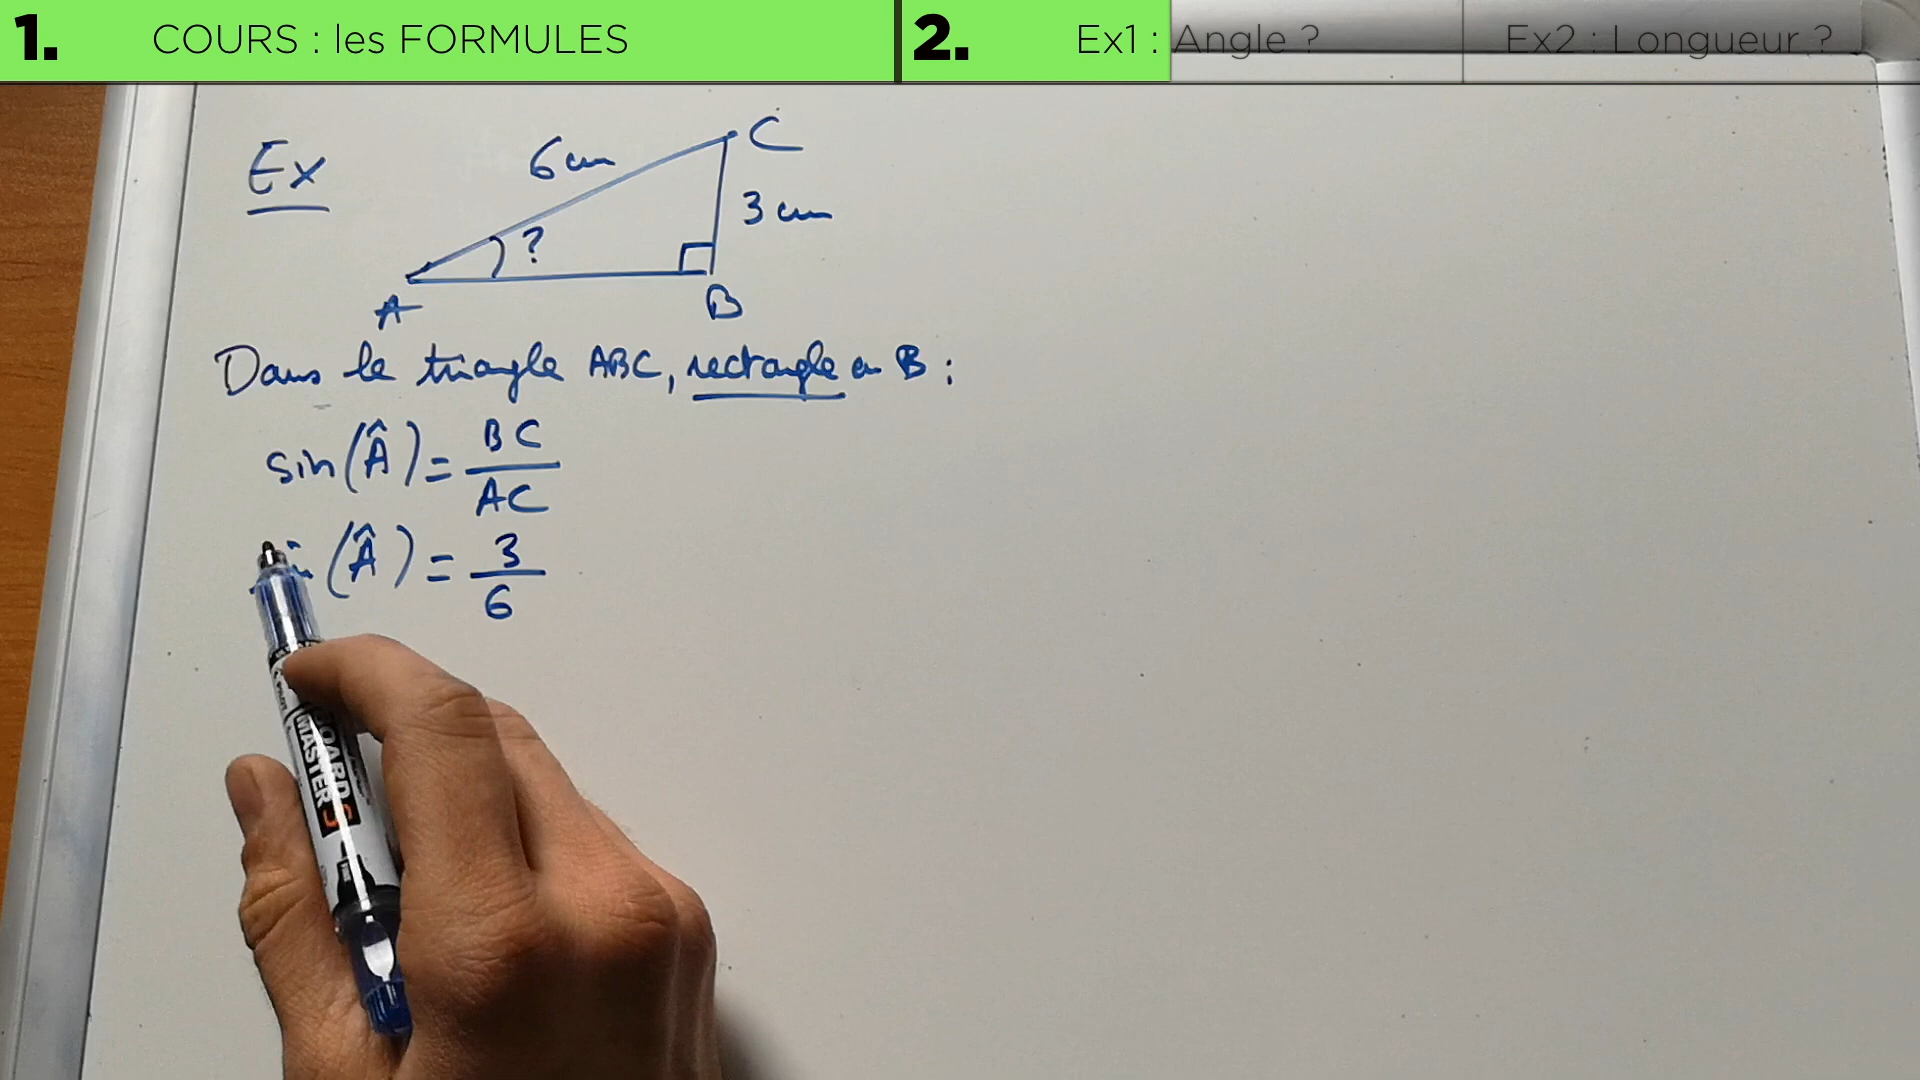 1. COURS : les FORMULES 2. Ex1 : Angle ? Ex2 : Longueur ?
Ex
6 cm
C
3 cm
?
A
B
Dans le triangle ABC, rectangle en B :
sin(Â) = BC
AC
(Â) = 3
6
BOARD
MASTER S
PILOT